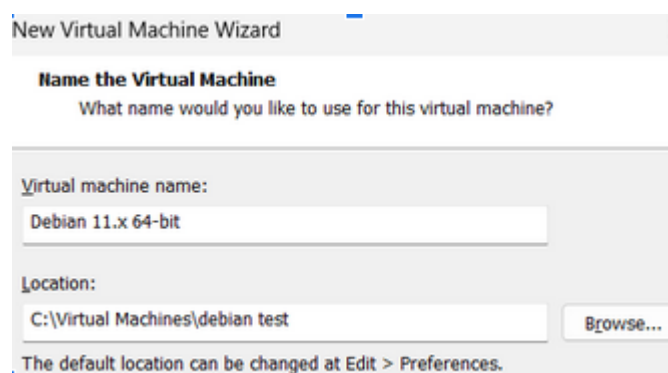 New Virtual Machine Wizard
Name the Virtual Machine
What name would you like to use for this virtual machine?
Virtual machine name:
Debian 11.x 64-bit
Location:
C:\Virtual Machines\debian test
Browse...
The default location can be changed at Edit > Preferences.